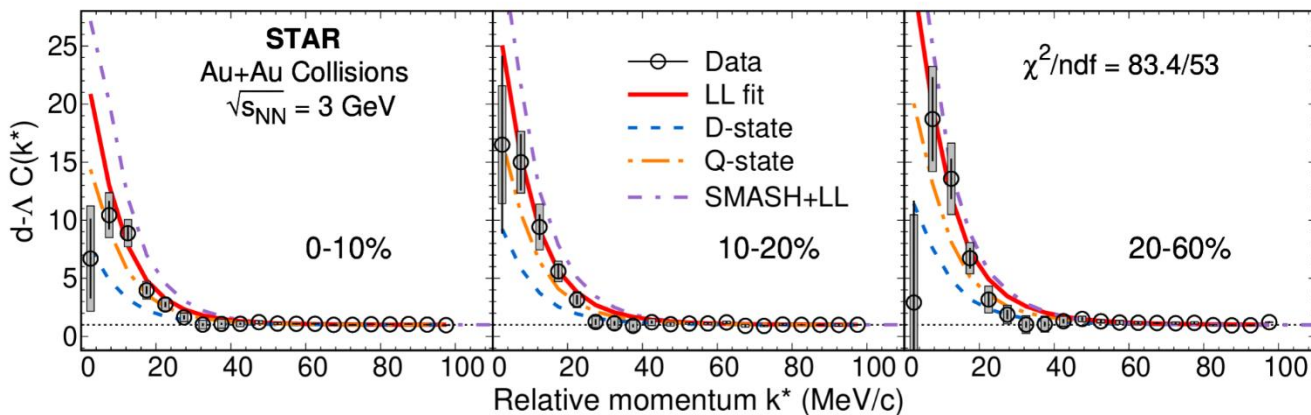 STAR
Au+Au Collisions
√sNN = 3 GeV
0-10%
Data
LL fit
D-state
Q-state
SMASH+LL
10-20%
χ²/ndf = 83.4/53
20-60%
d-Λ C(k*)
25
20
15
10
5
0
0 20 40 60 80 100
0 20 40 60 80 100
0 20 40 60 80 100
Relative momentum k* (MeV/c)